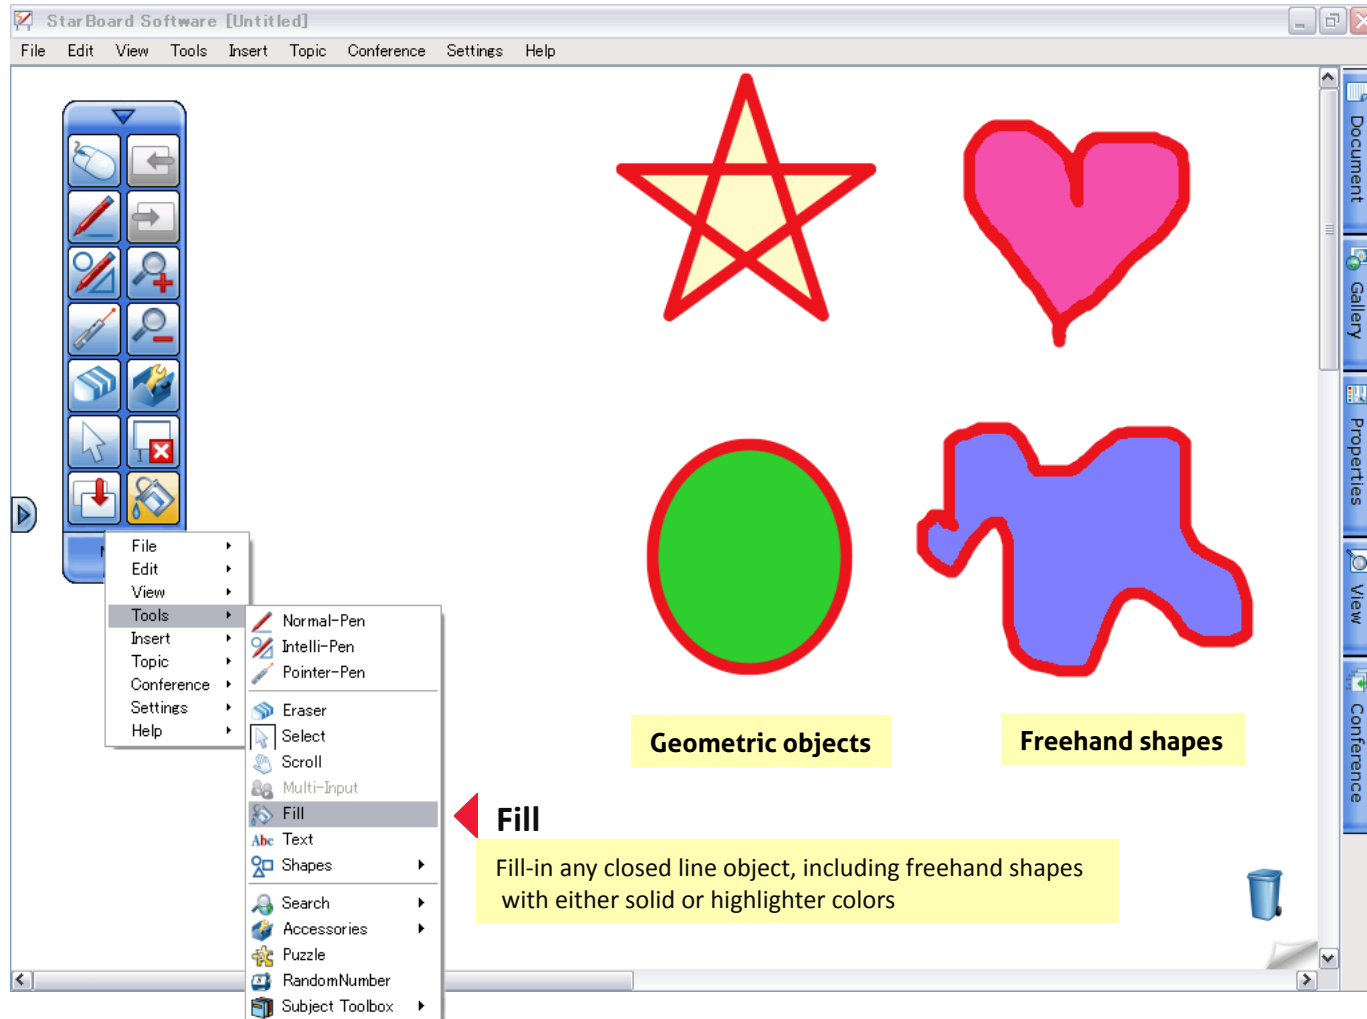 StarBoard Software [Untitled]
File Edit View Tools Insert Topic Conference Settings Help
Document
Gallery
Properties
View
Conference
File
Edit
View
Tools
Insert
Topic
Conference
Settings
Help
Normal-Pen
Intelli-Pen
Pointer-Pen
Eraser
Select
Scroll
Multi-Input
Fill
Abc Text
Shapes
Search
Accessories
Puzzle
RandomNumber
Subject Toolbox
Geometric objects
Freehand shapes
Fill
Fill-in any closed line object, including freehand shapes
with either solid or highlighter colors